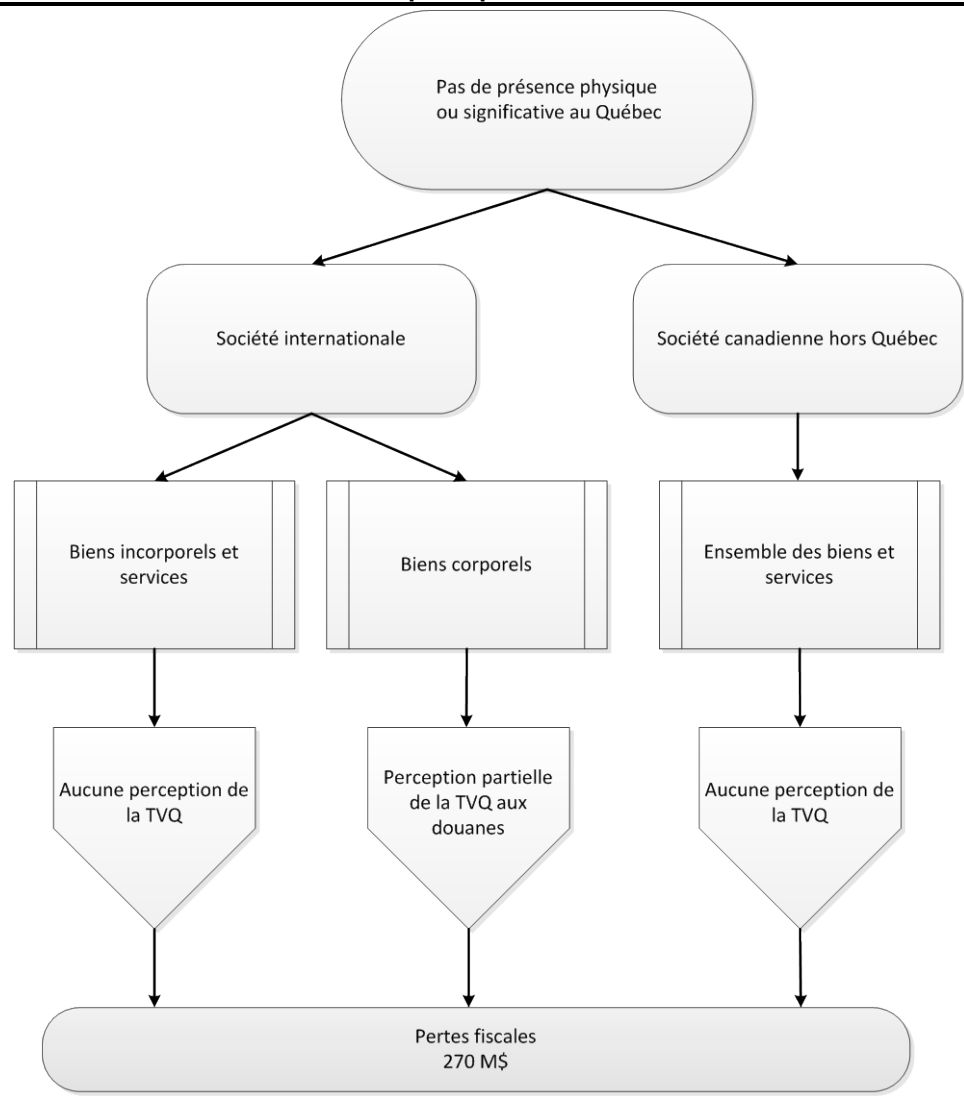 Pas de présence physique
ou significative au Québec
Société internationale
Société canadienne hors Québec
Biens incorporels et
services
Biens corporels
Ensemble des biens et
services
Aucune perception de
la TVQ
Perception partielle
de la TVQ aux
douanes
Aucune perception de
la TVQ
Pertes fiscales
270 M$